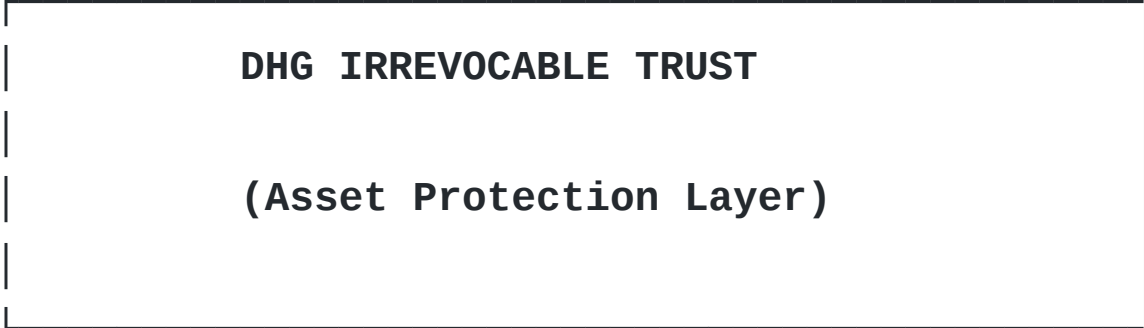 DHG IRREVOCABLE TRUST
(Asset Protection Layer)